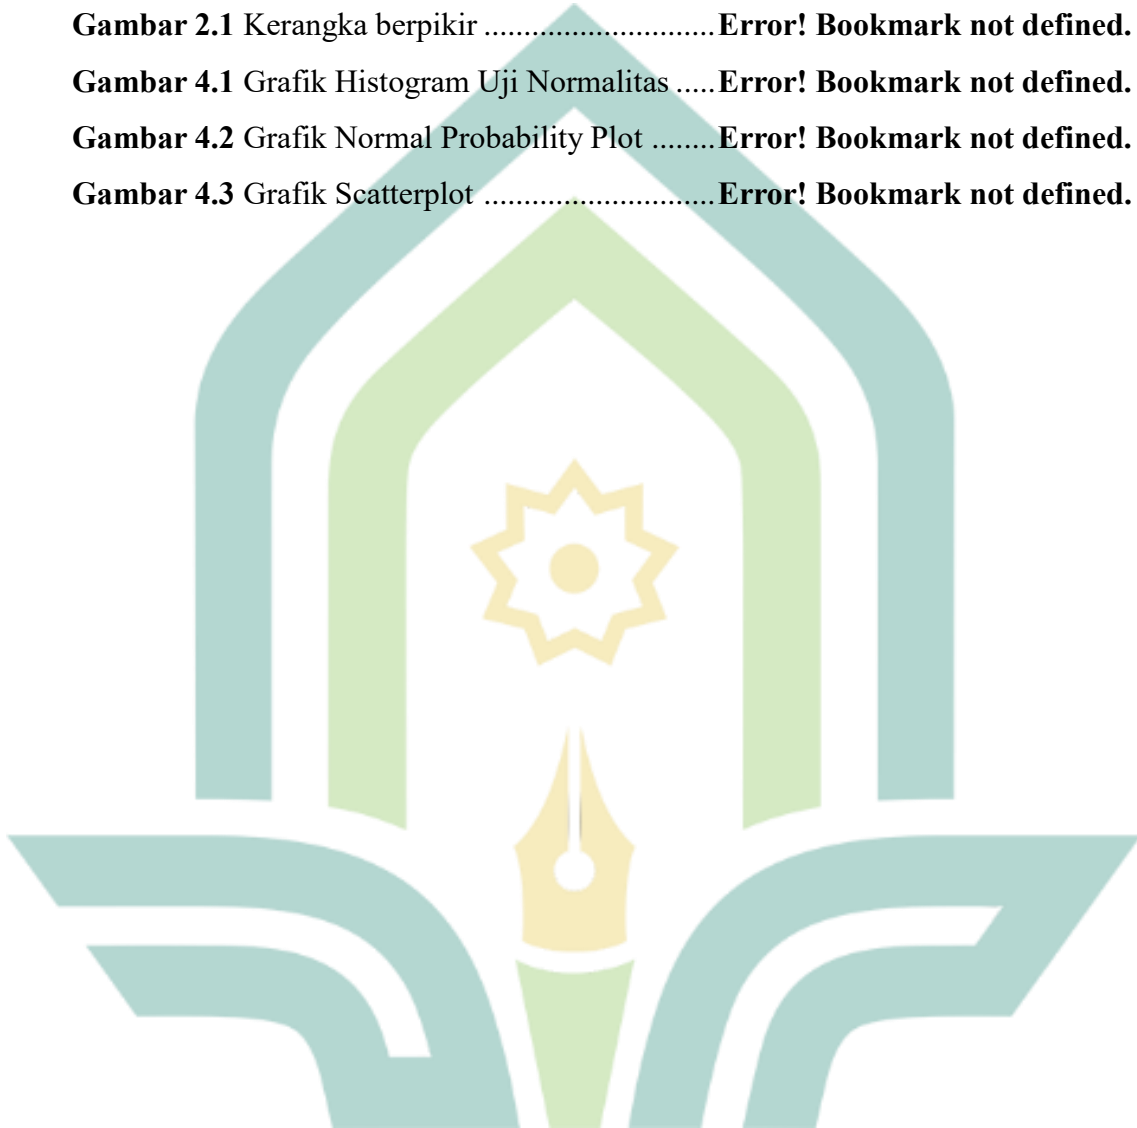 Gambar 2.1 Kerangka berpikir .............................Error! Bookmark not defined.
Gambar 4.1 Grafik Histogram Uji Normalitas .....Error! Bookmark not defined.
Gambar 4.2 Grafik Normal Probability Plot ........Error! Bookmark not defined.
Gambar 4.3 Grafik Scatterplot .............................Error! Bookmark not defined.